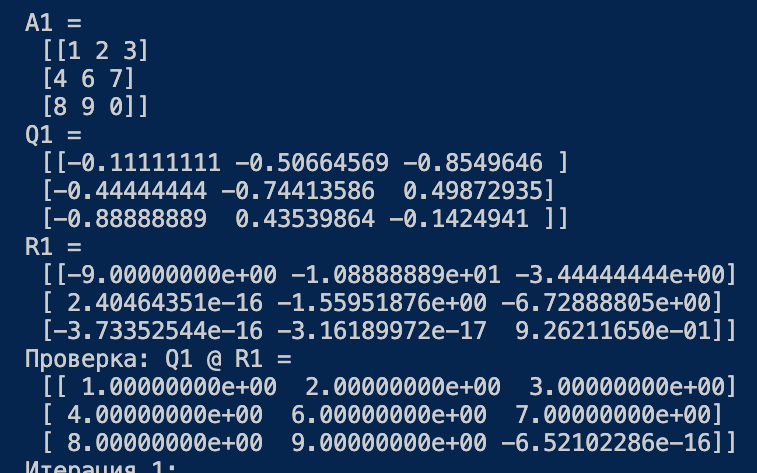 A1 =
[[1 2 3]
[4 6 7]
[8 9 0]]
Q1 =
[[-0.11111111 -0.50664569 -0.8549646 ]
[-0.44444444 -0.74413586 0.49872935]
[-0.88888889 0.43539864 -0.1424941 ]]
R1 =
[[-9.00000000e+00 -1.08888889e+01 -3.44444444e+00]
[ 2.40464351e-16 -1.55951876e+00 -6.72888805e+00]
[-3.73352544e-16 -3.16189972e-17 9.26211650e-01]]
Проверка: Q1 @ R1 =
[[ 1.00000000e+00 2.00000000e+00 3.00000000e+00]
[ 4.00000000e+00 6.00000000e+00 7.00000000e+00]
[ 8.00000000e+00 9.00000000e+00 -6.52102286e-16]]
Итерация 1: